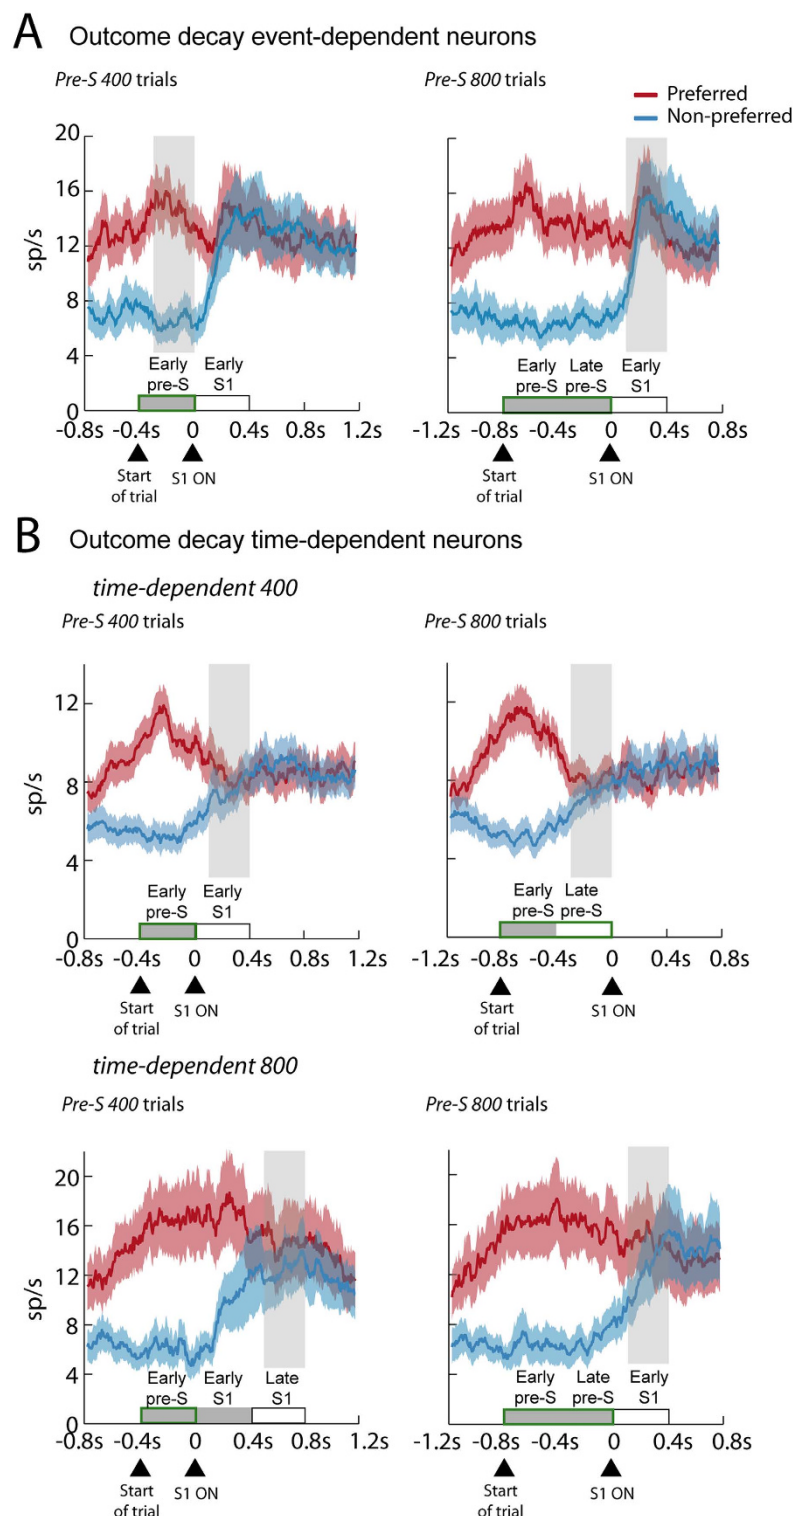 A Outcome decay event-dependent neurons
Pre-S 400 trials
Pre-S 800 trials
Preferred
Non-preferred
20
16
12
8
4
0
sp/s
Early pre-S
Early S1
Early pre-S
Late pre-S
Early S1
-0.8s -0.4s 0 0.4s 0.8s 1.2s
-1.2s -0.8s -0.4s 0 0.4s 0.8s
Start of trial
S1 ON
Start of trial
S1 ON
B Outcome decay time-dependent neurons
time-dependent 400
Pre-S 400 trials
Pre-S 800 trials
12
8
4
0
sp/s
Early pre-S
Early S1
Early pre-S
Late pre-S
-0.8s -0.4s 0 0.4s 0.8s 1.2s
-1.2s -0.8s -0.4s 0 0.4s 0.8s
Start of trial
S1 ON
Start of trial
S1 ON
time-dependent 800
Pre-S 400 trials
Pre-S 800 trials
20
16
12
8
4
0
sp/s
Early pre-S
Early S1
Late S1
Early pre-S
Late pre-S
Early S1
-0.8s -0.4s 0 0.4s 0.8s 1.2s
-1.2s -0.8s -0.4s 0 0.4s 0.8s
Start of trial
S1 ON
Start of trial
S1 ON